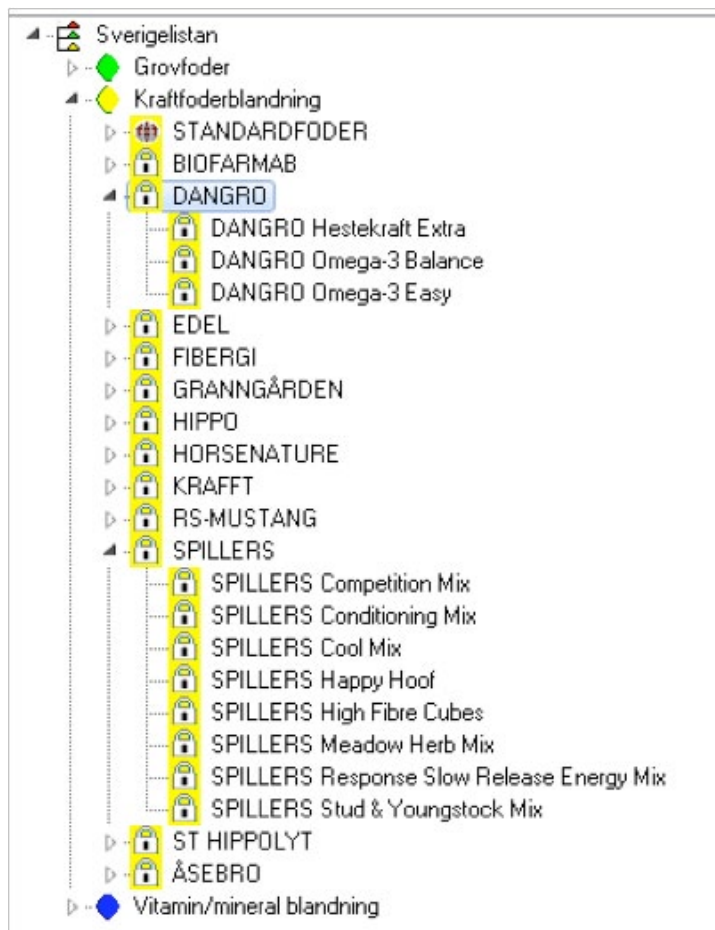 Sverigelistan
Grovfoder
Kraftfoderblandning
STANDARDFODER
BIOFARMAB
DANGRO
DANGRO Hestekraft Extra
DANGRO Omega-3 Balance
DANGRO Omega-3 Easy
EDEL
FIBERGI
GRANNGÅRDEN
HIPPO
HORSENATURE
KRAFFT
RS-MUSTANG
SPILLERS
SPILLERS Competition Mix
SPILLERS Conditioning Mix
SPILLERS Cool Mix
SPILLERS Happy Hoof
SPILLERS High Fibre Cubes
SPILLERS Meadow Herb Mix
SPILLERS Response Slow Release Energy Mix
SPILLERS Stud & Youngstock Mix
ST HIPPOLYT
ÅSEBRO
Vitamin/mineral blandning